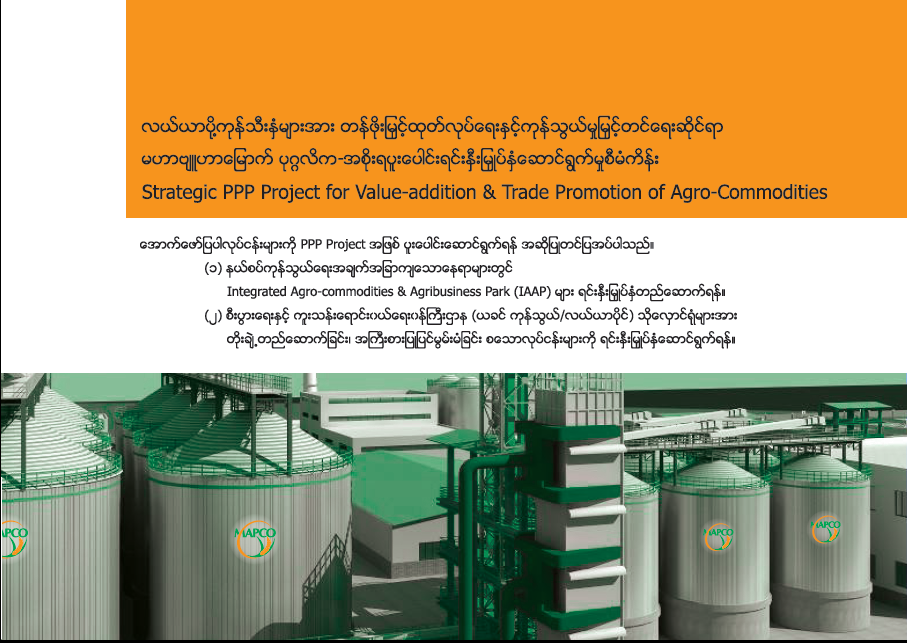 လယ်ယာပို့ကုန်သီးနှံများအား တန်ဖိုးမြှင့်ထုတ်လုပ်ရေးနှင့်ကုန်သွယ်မှုမြှင့်တင်ရေးဆိုင်ရာ
မဟာဗျူဟာမြောက် ပုဂ္ဂလိက-အစိုးရပူးပေါင်းရင်းနှီးမြှုပ်နှံဆောင်ရွက်မှုစီမံကိန်း
Strategic PPP Project for Value-addition & Trade Promotion of Agro-Commodities
အောက်ဖော်ပြပါလုပ်ငန်းများကို PPP Project အဖြစ် ပူးပေါင်းဆောင်ရွက်ရန် အဆိုပြုတင်ပြအပ်ပါသည်။
(၁) နယ်စပ်ကုန်သွယ်ရေးအချက်အခြာကျသောနေရာများတွင်
Integrated Agro-commodities & Agribusiness Park (IAAP) များ ရင်းနှီးမြှုပ်နှံတည်ဆောက်ရန်။
(၂) စီးပွားရေးနှင့် ကူးသန်းရောင်းဝယ်ရေးဝန်ကြီးဌာန (ယခင် ကုန်သွယ်/လယ်ယာပိုင်) သိုလှောင်ရုံများအား
တိုးချဲ့တည်ဆောက်ခြင်း၊ အကြီးစားပြုပြင်မွမ်းမံခြင်း စသောလုပ်ငန်းများကို ရင်းနှီးမြှုပ်နှံဆောင်ရွက်ရန်။
MAPCO
MAPCO
MAPCO
MAPCO